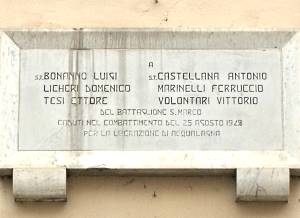 A
S.T. BONANNO LUIGI S.T. CASTELLANA ANTONIO
LICHERI DOMENICO MARINELLI FERRUCCIO
TESI ETTORE VOLONTARI VITTORIO
DEL BATTAGLIONE S. MARCO
CADUTI NEL COMBATTIMENTO DEL 25 AGOSTO
PER LA LIBERAZIONE DI ACQUALAGNA